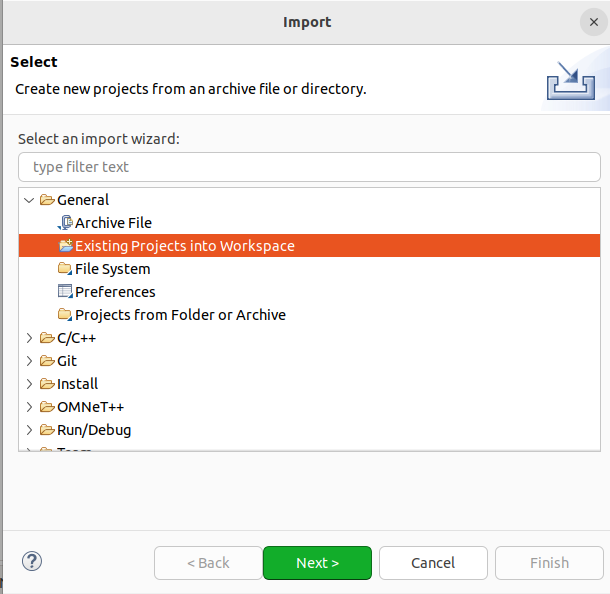 Import
Select
Create new projects from an archive file or directory.
Select an import wizard:
type filter text
General
Archive File
Existing Projects into Workspace
File System
Preferences
Projects from Folder or Archive
C/C++
Git
Install
OMNeT++
Run/Debug
< Back
Next >
Cancel
Finish